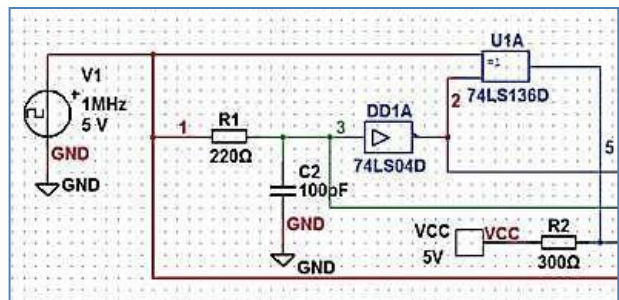 U1A
=1
74LS136D
V1
1MHz
5 V
GND
GND
1
R1
220Ω
3
DD1A
74LS04D
2
5
C2
100pF
GND
GND
VCC
5V
VCC
R2
300Ω